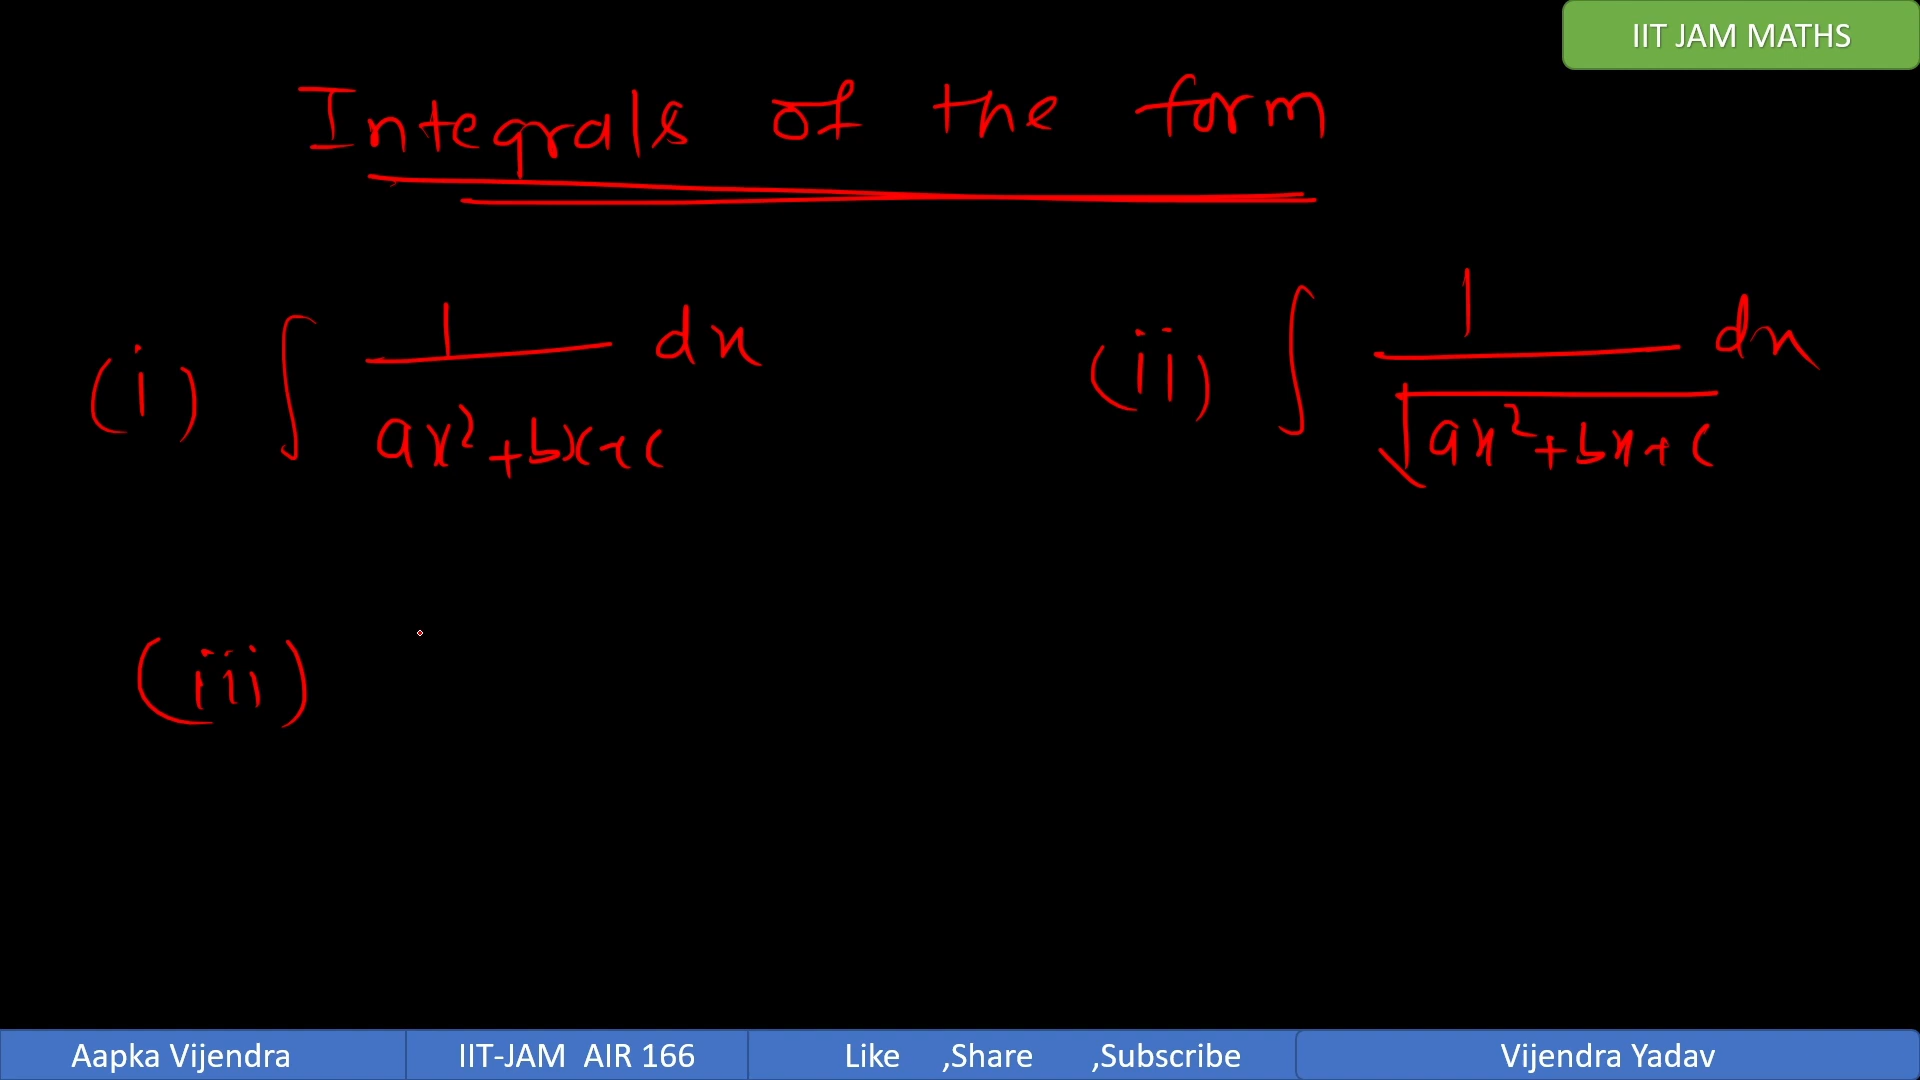 IIT JAM MATHS
Integrals of the form
(i) ∫ 1/(ax²+bx+c) dx
(ii) ∫ 1/√(ax²+bx+c) dx
(iii)
Aapka Vijendra
IIT-JAM AIR 166
Like ,Share ,Subscribe
Vijendra Yadav